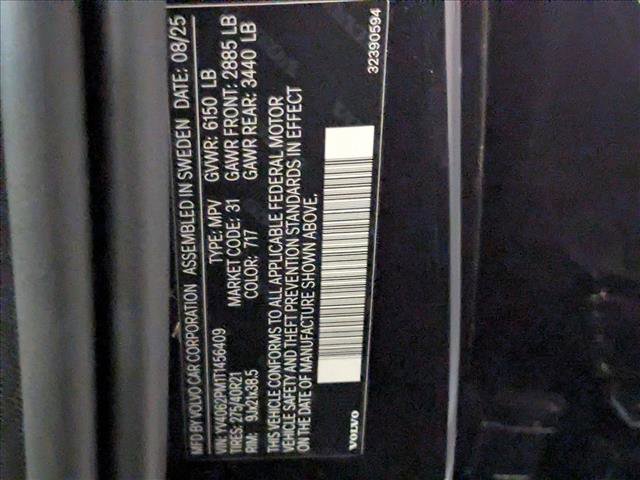 MFD BY VOLVO CAR CORPORATION ASSEMBLED IN SWEDEN DATE: 08/25
VIN: YV4062PM1T1456409 TYPE: MPV GVWR: 6150 LB
TIRES: 275/40R21 MARKET CODE: 31 GAWR FRONT: 2885 LB
RIM: 9Jx21x38.5 COLOR: 717 GAWR REAR: 3440 LB
THIS VEHICLE CONFORMS TO ALL APPLICABLE FEDERAL MOTOR
VEHICLE SAFETY AND THEFT PREVENTION STANDARDS IN EFFECT
ON THE DATE OF MANUFACTURE SHOWN ABOVE.
VOLVO 32390594